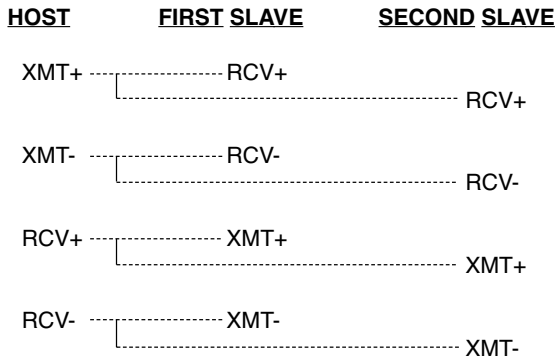 HOST FIRST SLAVE SECOND SLAVE
XMT+ RCV+
RCV+
XMT- RCV-
RCV-
RCV+ XMT+
XMT+
RCV- XMT-
XMT-